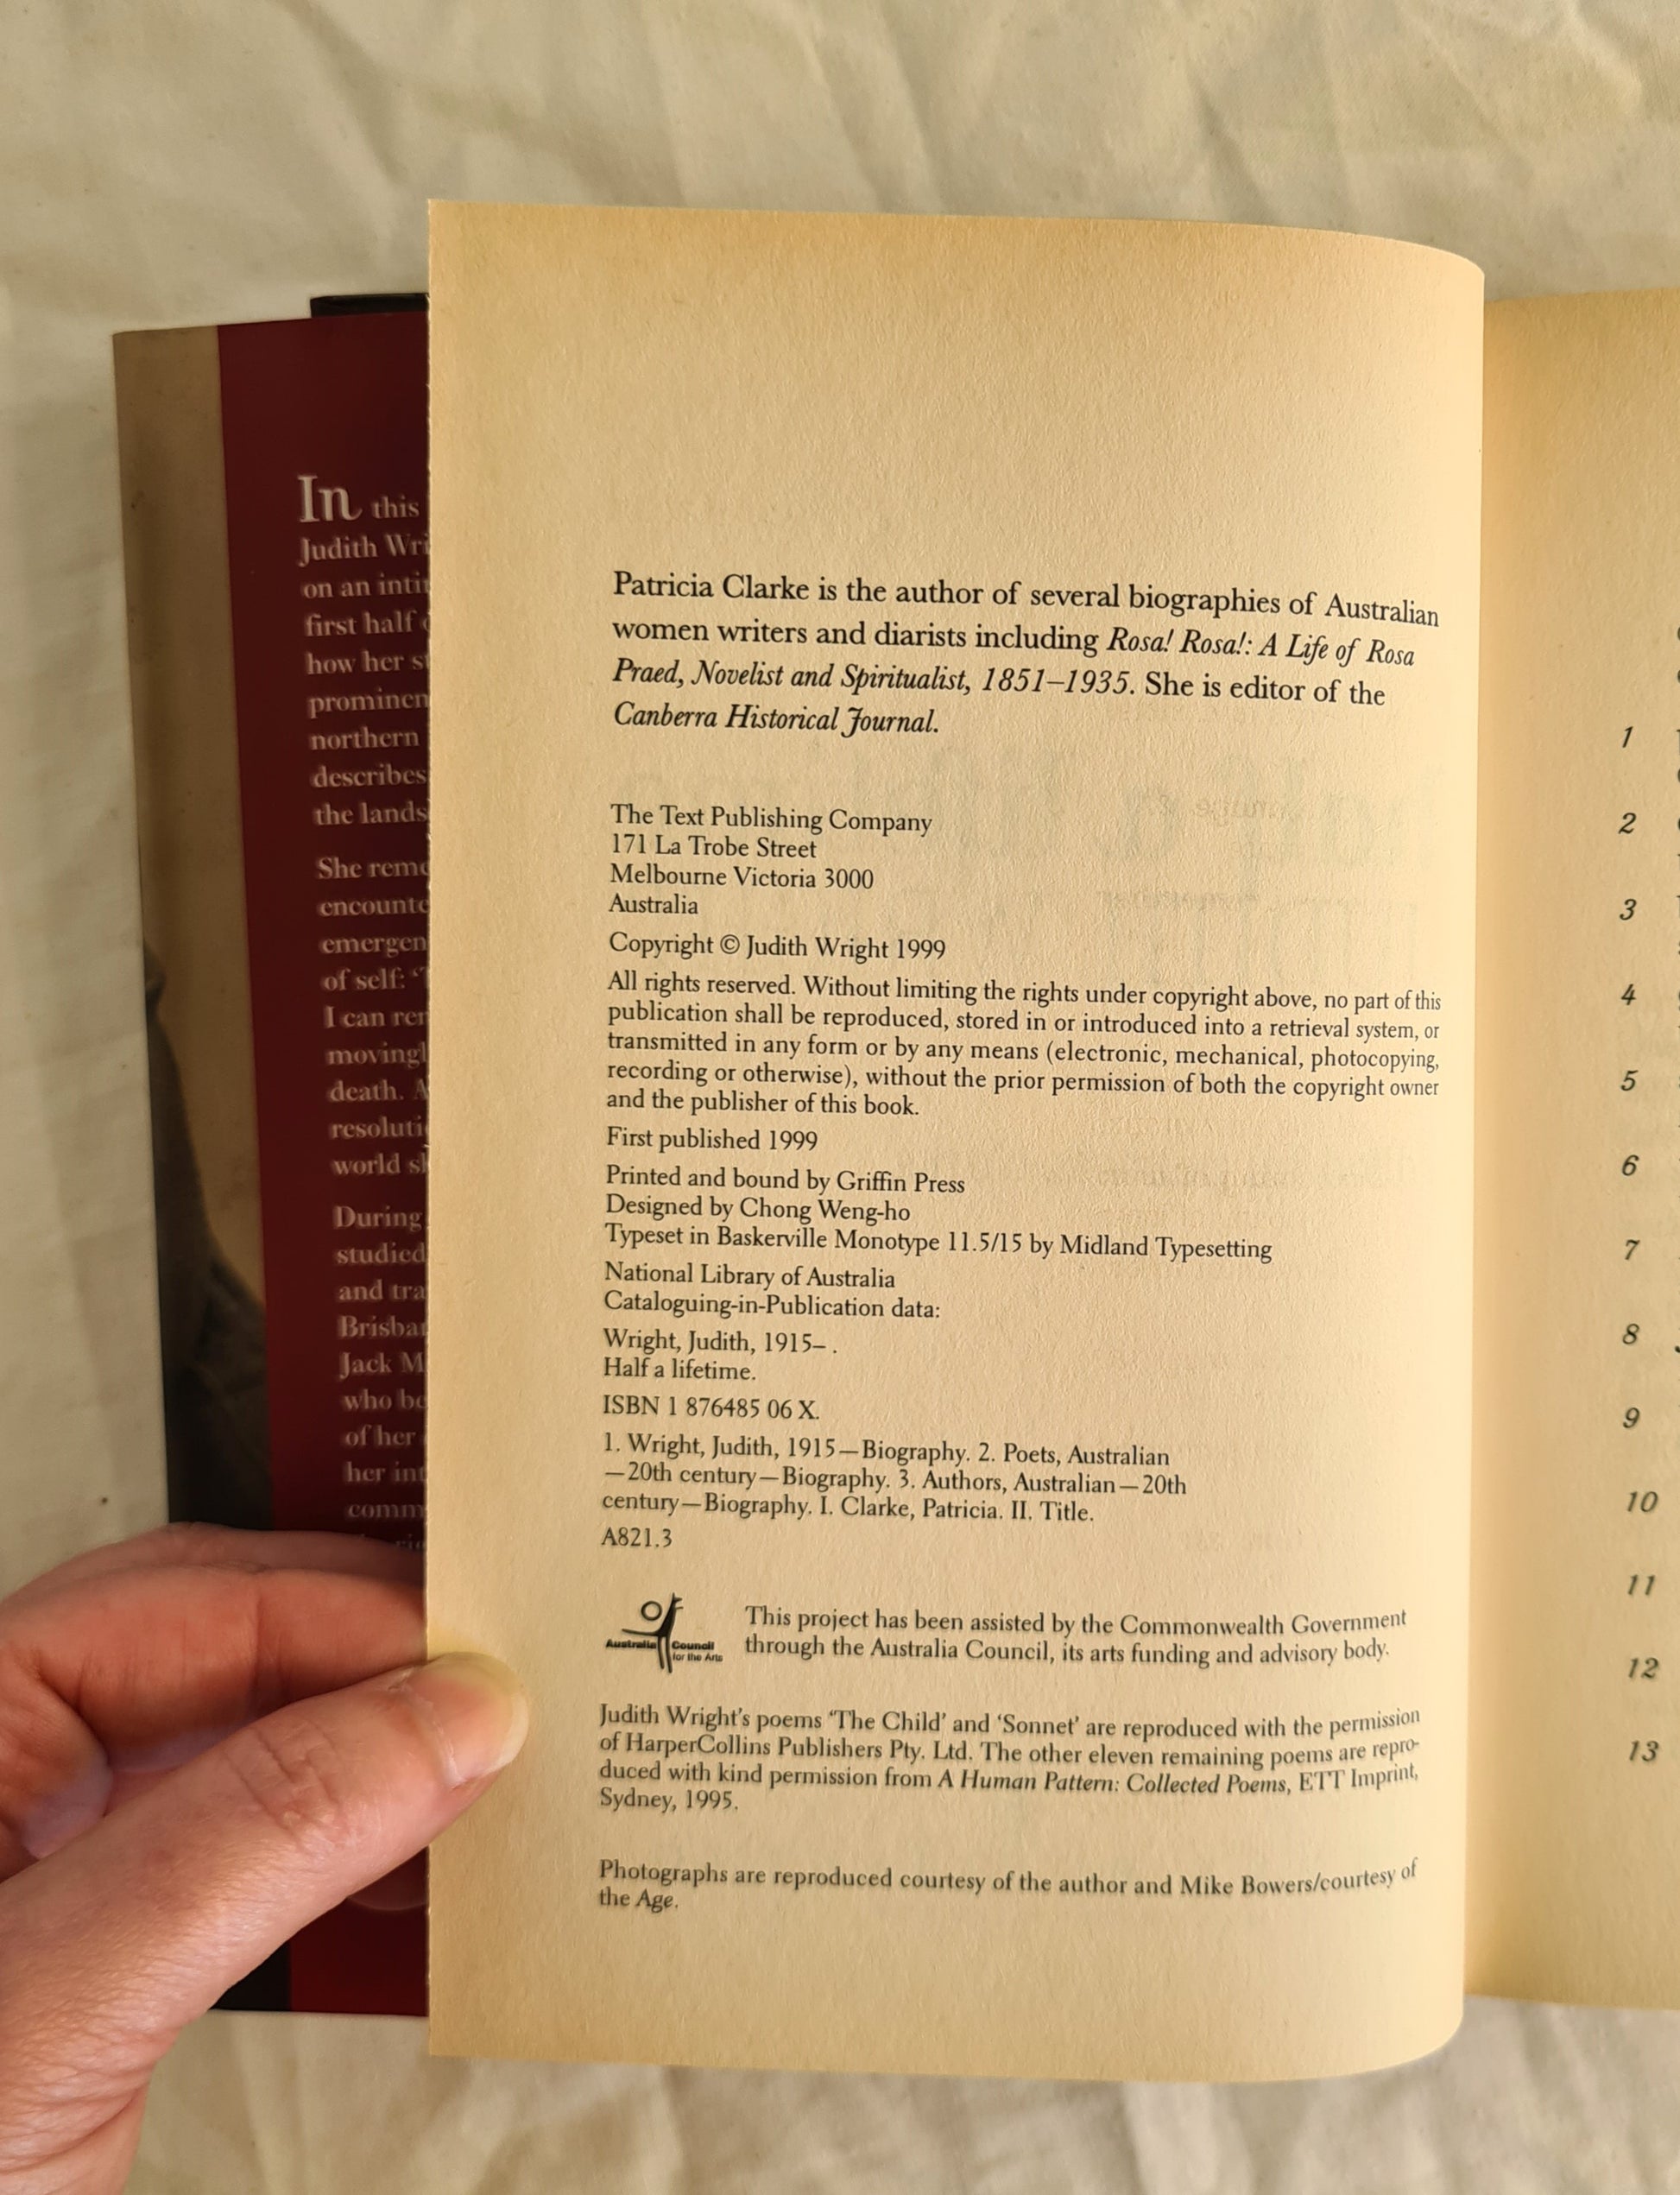 In this
Judith Wri
on an inti
first half
how her s
prominen
northern
describes
the lands
She rem
encounte
emergen
of self: ‘
I can rem
movingl
death. A
resoluti
world s
During
studied
and tra
Brisba
Jack M
who be
of her
her int
comm
Patricia Clarke is the author of several biographies of Australian
women writers and diarists including Rosa! Rosa!: A Life of Rosa
Praed, Novelist and Spiritualist, 1851–1935. She is editor of the
Canberra Historical Journal.
The Text Publishing Company
171 La Trobe Street
Melbourne Victoria 3000
Australia
Copyright © Judith Wright 1999
All rights reserved. Without limiting the rights under copyright above, no part of this
publication shall be reproduced, stored in or introduced into a retrieval system, or
transmitted in any form or by any means (electronic, mechanical, photocopying,
recording or otherwise), without the prior permission of both the copyright owner
and the publisher of this book.
First published 1999
Printed and bound by Griffin Press
Designed by Chong Weng-ho
Typeset in Baskerville Monotype 11.5/15 by Midland Typesetting
National Library of Australia
Cataloguing-in-Publication data:
Wright, Judith, 1915– .
Half a lifetime.
ISBN 1 876485 06 X.
1. Wright, Judith, 1915—Biography. 2. Poets, Australian
—20th century—Biography. 3. Authors, Australian—20th
century—Biography. I. Clarke, Patricia. II. Title.
A821.3
Australia Council
for the Arts
This project has been assisted by the Commonwealth Government
through the Australia Council, its arts funding and advisory body.
Judith Wright’s poems ‘The Child’ and ‘Sonnet’ are reproduced with the permission
of HarperCollins Publishers Pty. Ltd. The other eleven remaining poems are repro-
duced with kind permission from A Human Pattern: Collected Poems, ETT Imprint,
Sydney, 1995.
Photographs are reproduced courtesy of the author and Mike Bowers/courtesy of
the Age.
1
2
3
4
5
6
7
8
9
10
11
12
13